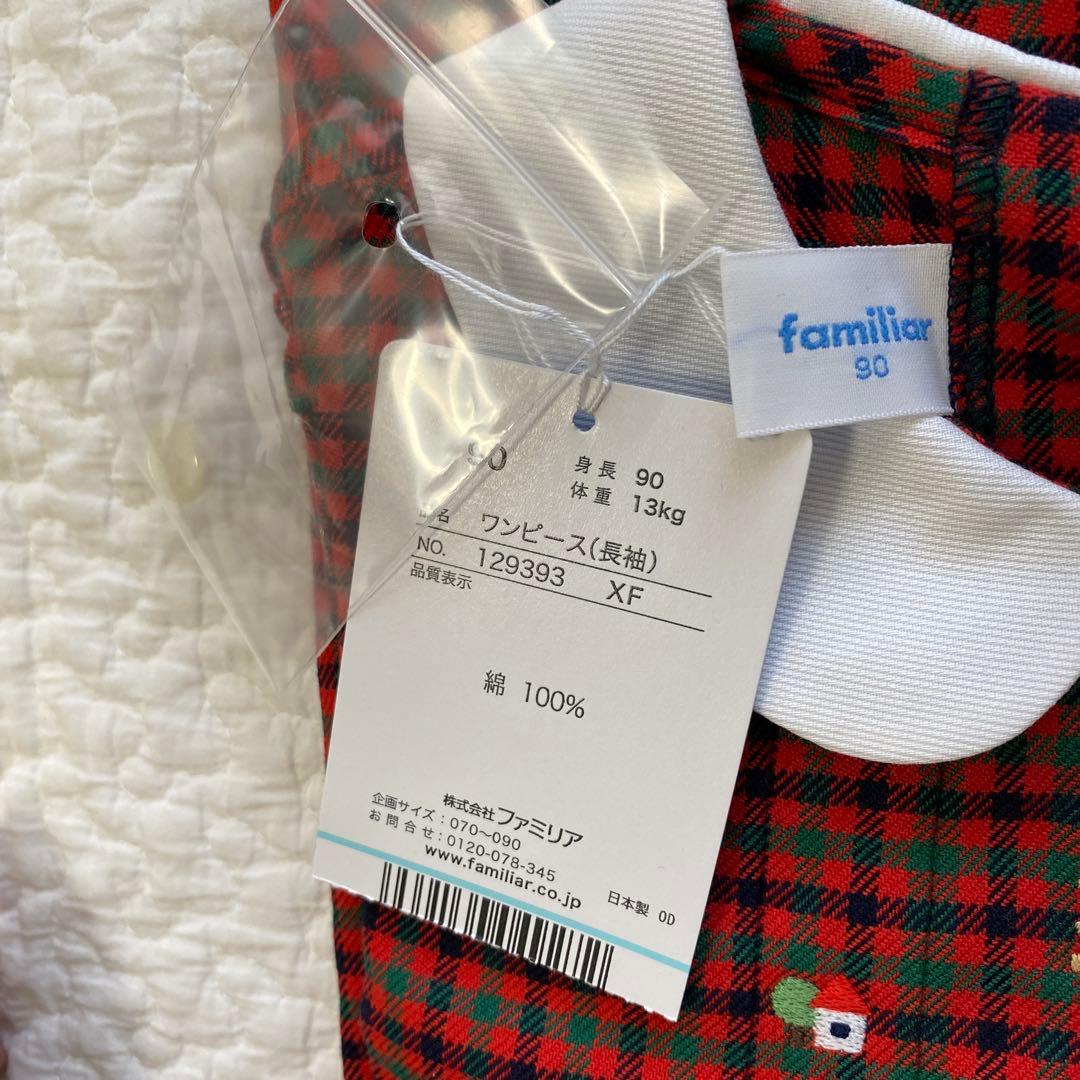 familiar
90
90
身長 90
体重 13kg
品名 ワンピース(長袖)
NO. 129393 XF
品質表示
綿 100%
株式会社ファミリア
企画サイズ:070〜090
お問合せ:0120-078-345
www.familiar.co.jp
日本製 0D